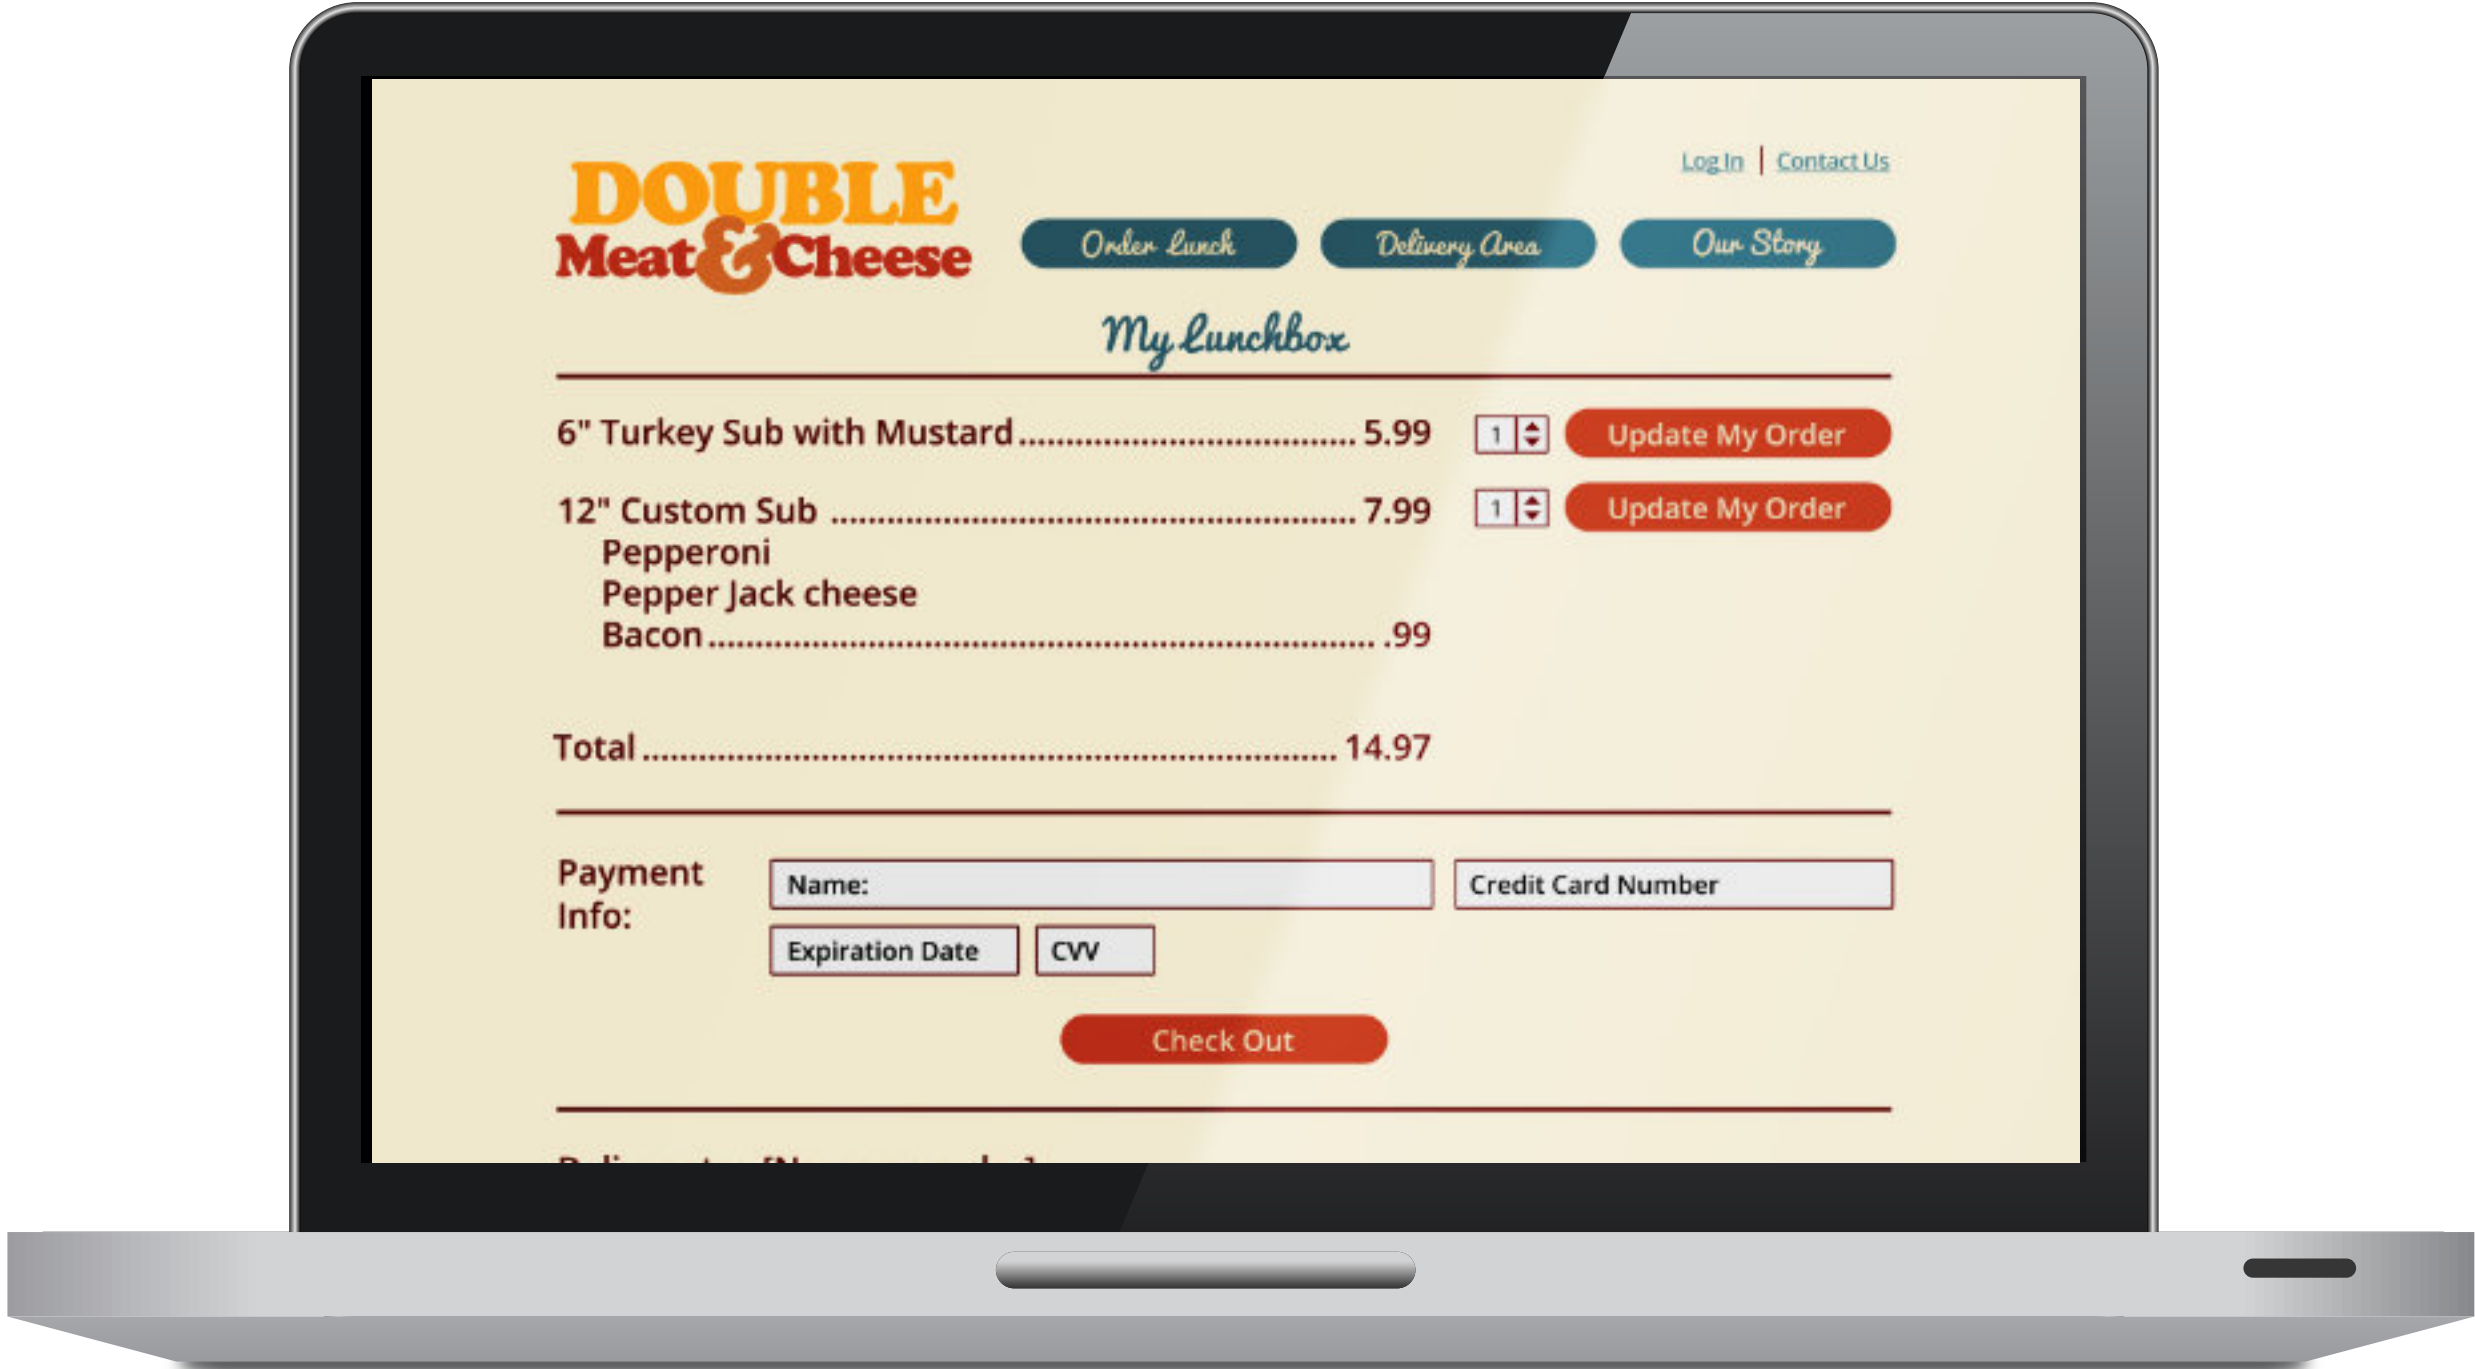 Log In | Contact Us
DOUBLE
Meat & Cheese
Order Lunch
Delivery Area
Our Story
My Lunchbox
6" Turkey Sub with Mustard.................................... 5.99
1
Update My Order
12" Custom Sub ........................................................ 7.99
1
Update My Order
Pepperoni
Pepper Jack cheese
Bacon....................................................................... .99
Total.......................................................................... 14.97
Payment
Info:
Name:
Credit Card Number
Expiration Date
CVV
Check Out